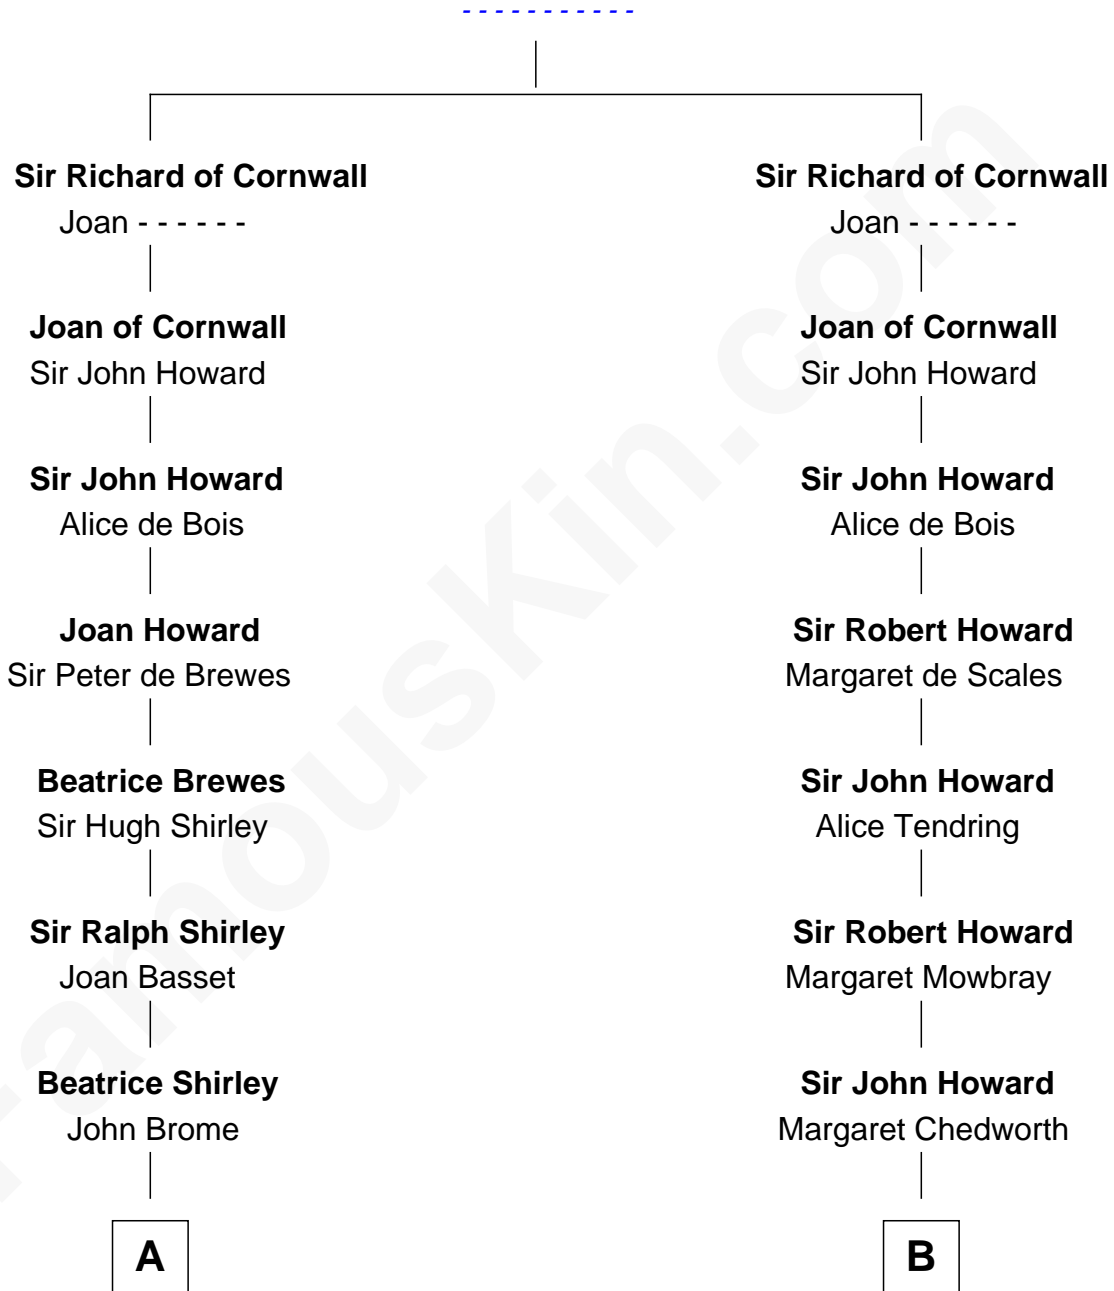 - - - - - - - - - - -
Sir Richard of Cornwall Sir Richard of Cornwall
Joan - - - - - - Joan - - - - - -
Joan of Cornwall Joan of Cornwall
Sir John Howard Sir John Howard
Sir John Howard Sir John Howard
Alice de Bois Alice de Bois
Joan Howard Sir Robert Howard
Sir Peter de Brewes Margaret de Scales
Beatrice Brewes Sir John Howard
Sir Hugh Shirley Alice Tendring
Sir Ralph Shirley Sir Robert Howard
Joan Basset Margaret Mowbray
Beatrice Shirley Sir John Howard
John Brome Margaret Chedworth
A B
FamousKin.com